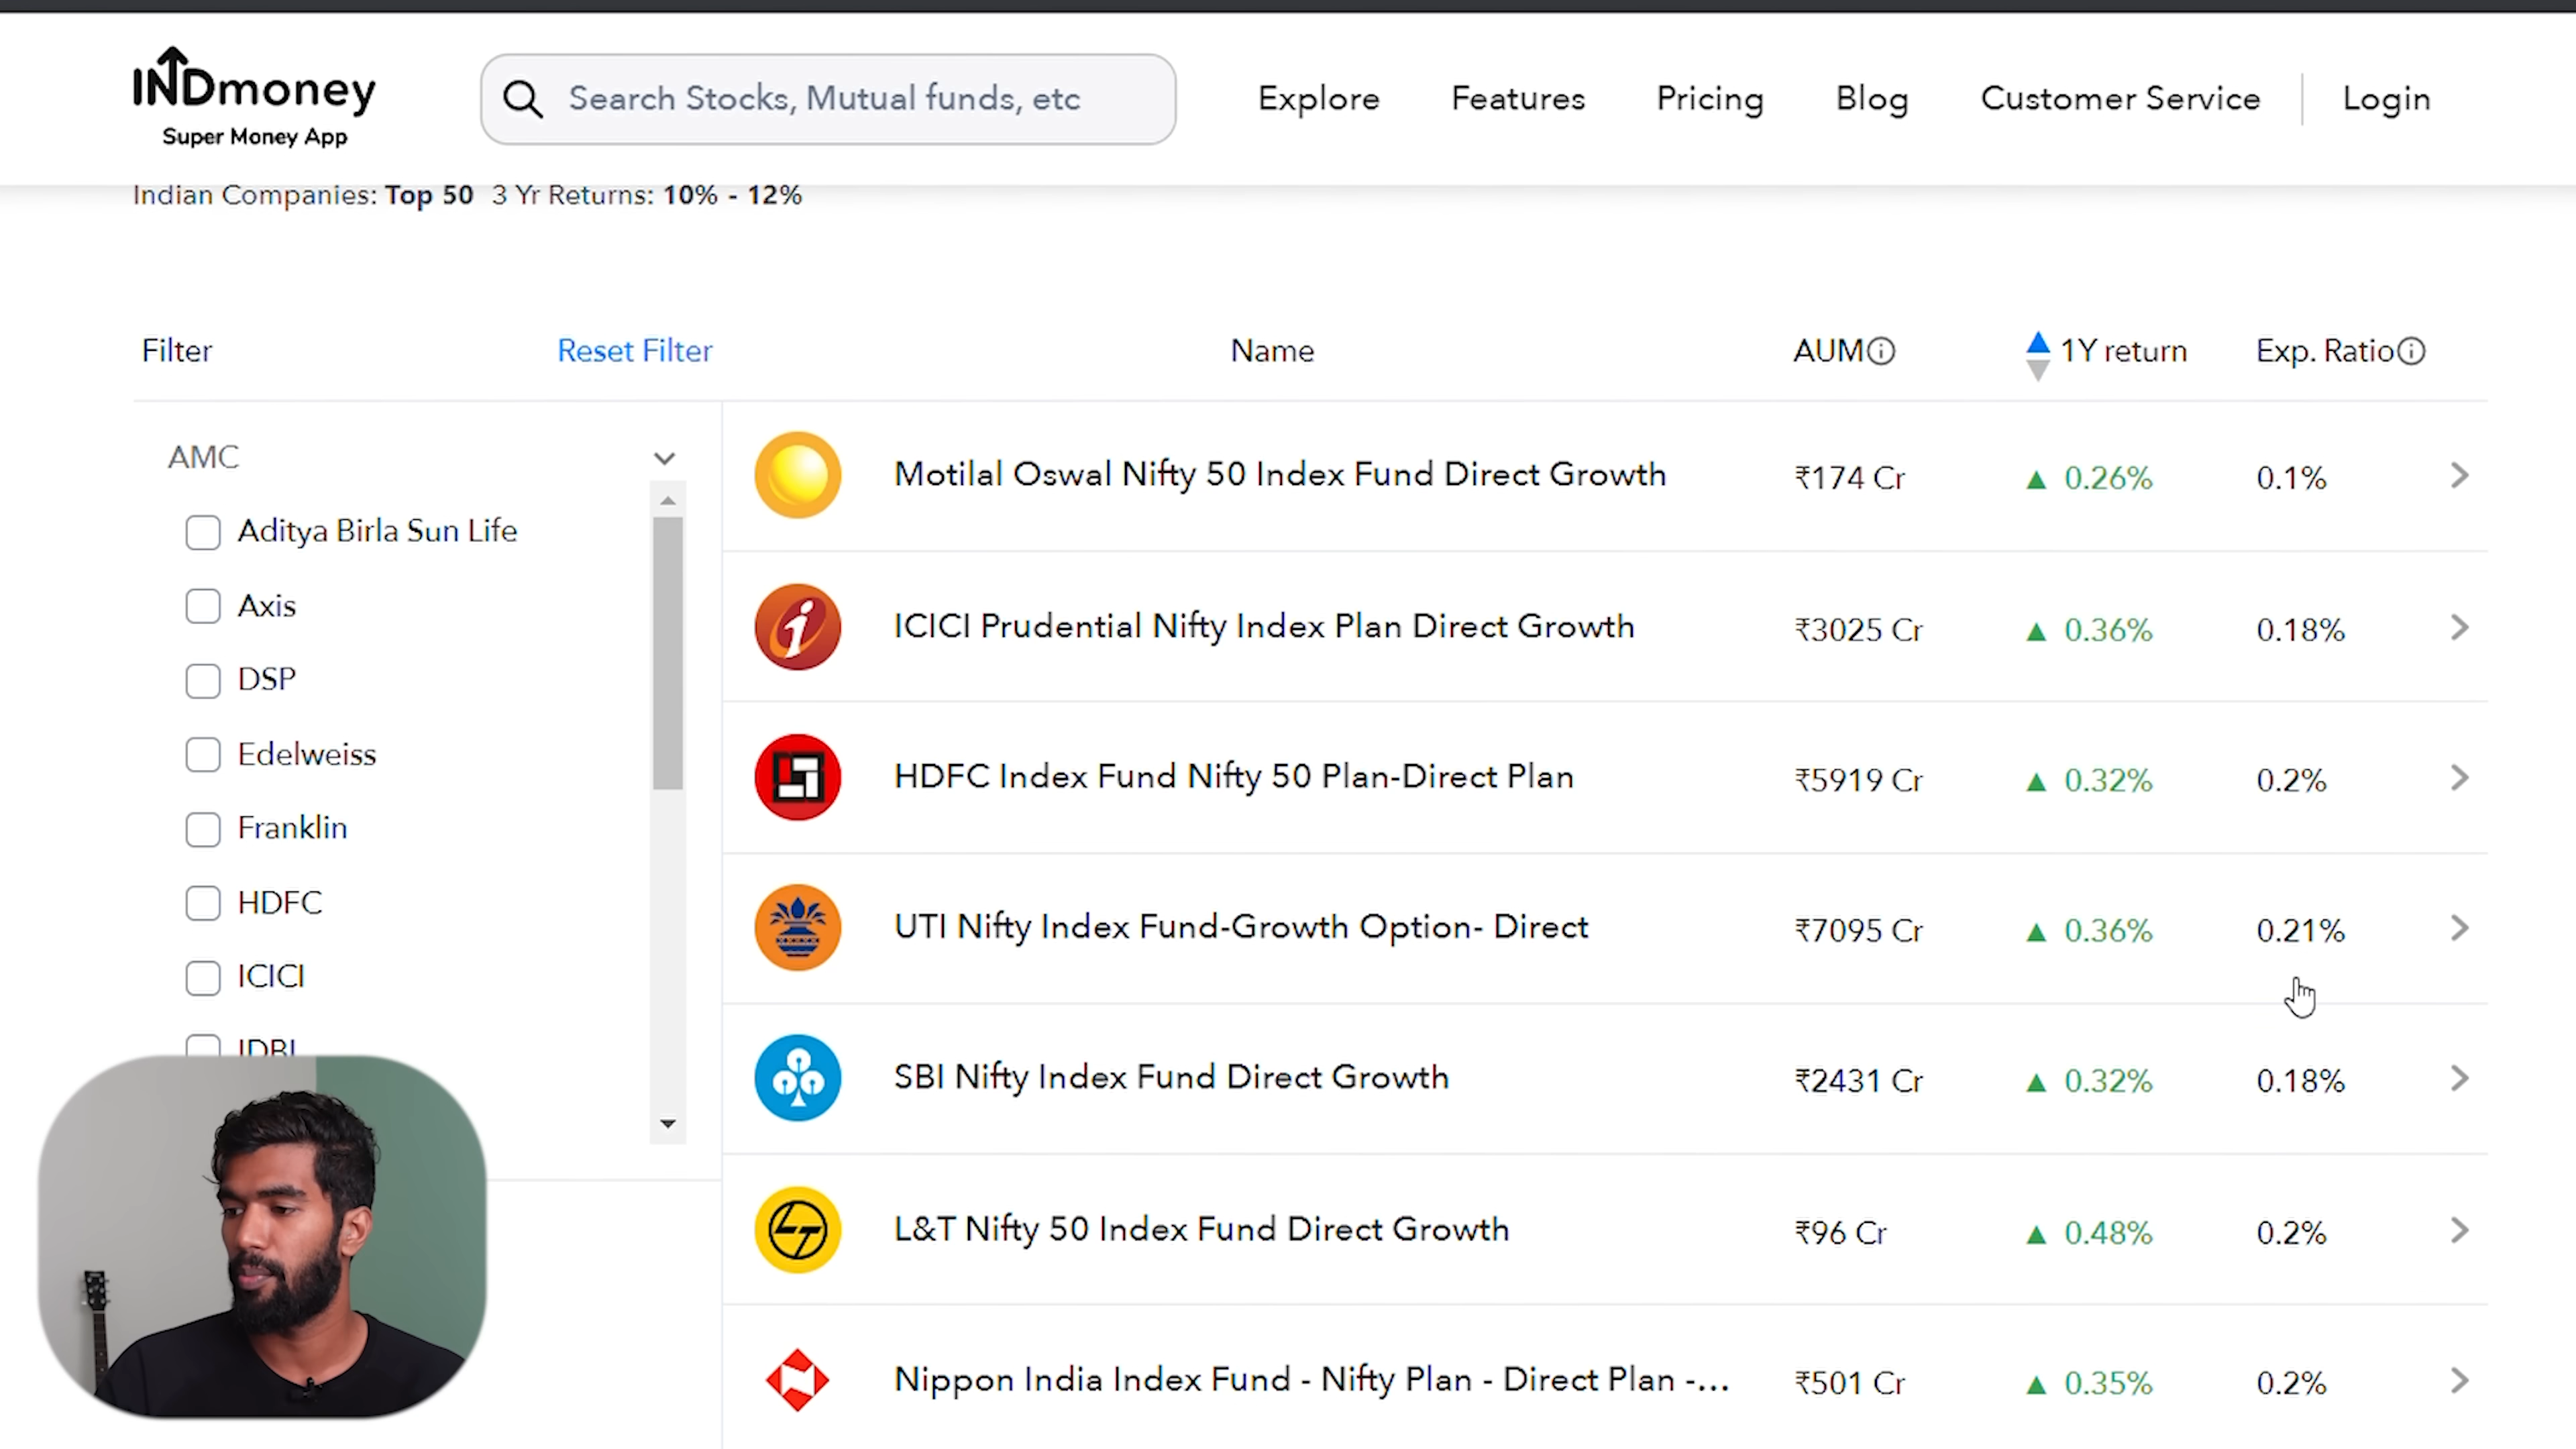 INDmoney
Super Money App
Search Stocks, Mutual funds, etc
Explore
Features
Pricing
Blog
Customer Service
Login
Indian Companies: Top 50 3 Yr Returns: 10% - 12%
Filter
Reset Filter
Name
AUM
1Y return
Exp. Ratio
AMC
Aditya Birla Sun Life
Axis
DSP
Edelweiss
Franklin
HDFC
ICICI
IDBI
Motilal Oswal Nifty 50 Index Fund Direct Growth ₹174 Cr ▲ 0.26% 0.1%
ICICI Prudential Nifty Index Plan Direct Growth ₹3025 Cr ▲ 0.36% 0.18%
HDFC Index Fund Nifty 50 Plan-Direct Plan ₹5919 Cr ▲ 0.32% 0.2%
UTI Nifty Index Fund-Growth Option- Direct ₹7095 Cr ▲ 0.36% 0.21%
SBI Nifty Index Fund Direct Growth ₹2431 Cr ▲ 0.32% 0.18%
L&T Nifty 50 Index Fund Direct Growth ₹96 Cr ▲ 0.48% 0.2%
Nippon India Index Fund - Nifty Plan - Direct Plan -... ₹501 Cr ▲ 0.35% 0.2%